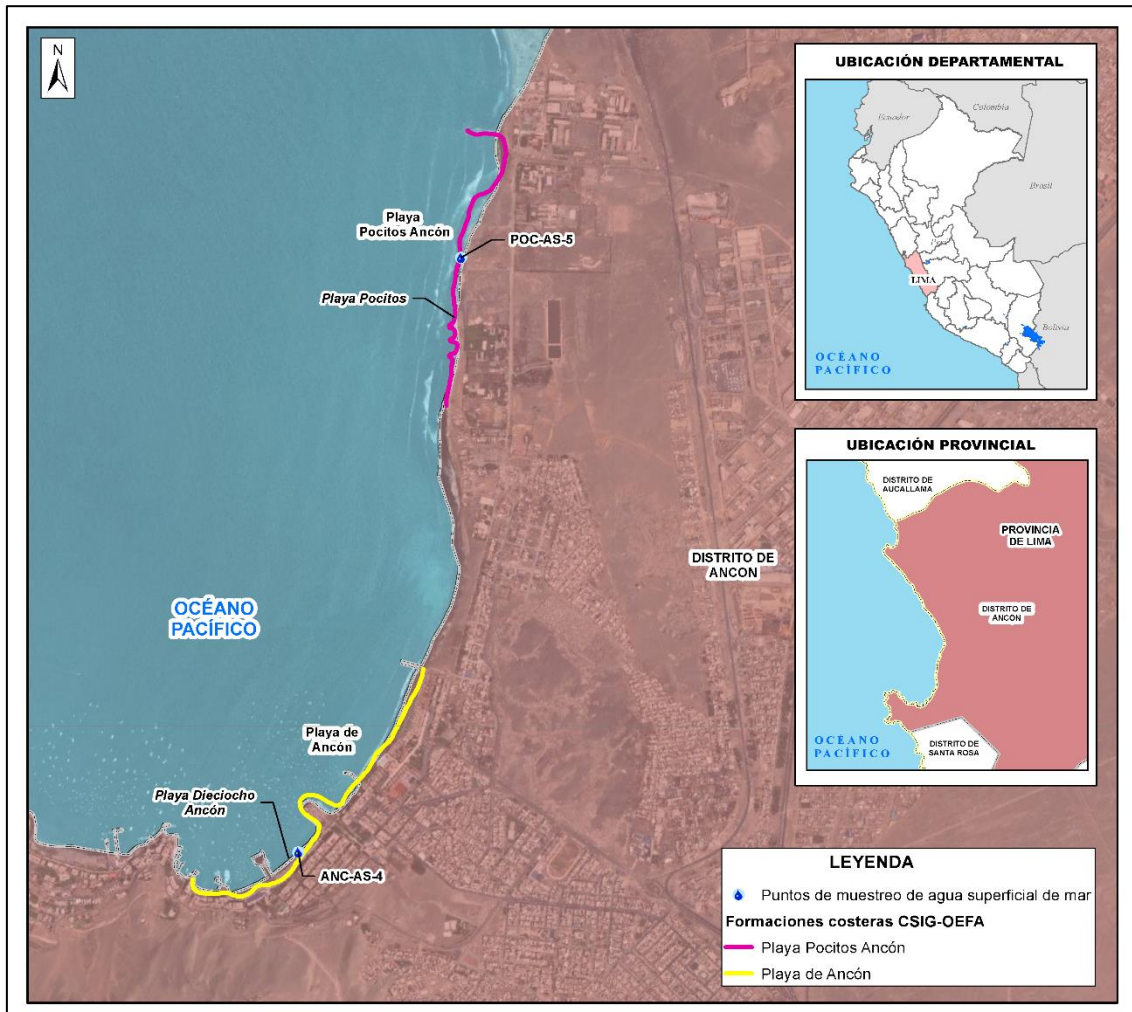 N
Playa
Pocitos Ancón
POC-AS-5
Playa Pocitos
DISTRITO DE
ANCON
OCÉANO
PACÍFICO
Playa de
Ancón
Playa Dieciocho
Ancón
ANC-AS-4
UBICACIÓN DEPARTAMENTAL
Ecuador
Colombia
Brasil
Perú
LIMA
Bolivia
OCÉANO
PACÍFICO
UBICACIÓN PROVINCIAL
DISTRITO DE
AUCALLAMA
PROVINCIA
DE LIMA
DISTRITO DE
ANCON
OCÉANO
PACÍFICO
DISTRITO DE
SANTA ROSA
LEYENDA
Puntos de muestreo de agua superficial de mar
Formaciones costeras CSIG-OEFA
Playa Pocitos Ancón
Playa de Ancón